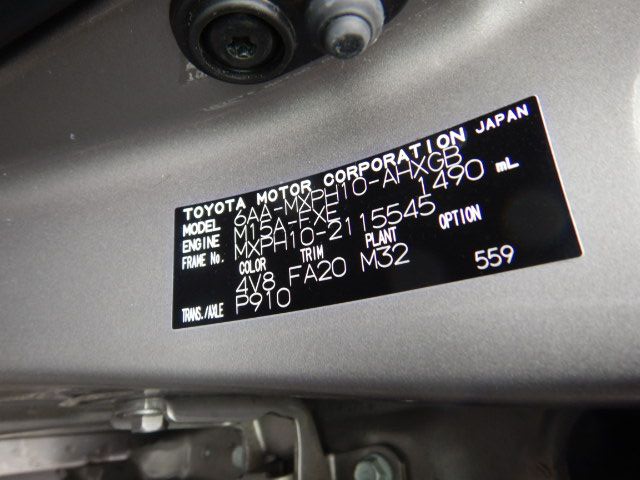 TOYOTA MOTOR CORPORATION JAPAN
MODEL 6AA-MXPH10-AHXGB
ENGINE M15A-FXE 1490 mL
FRAME No. MXPH10-2115545
COLOR TRIM PLANT OPTION
4V8 FA20 M32 559
TRANS./AXLE P910